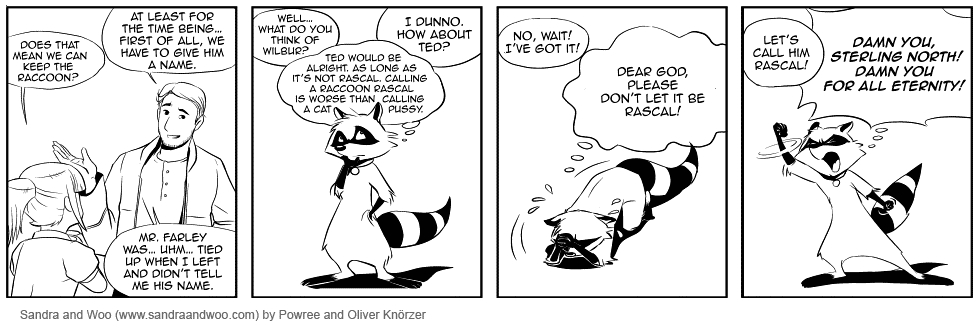 DOES THAT
MEAN WE CAN
KEEP THE
RACCOON?
AT LEAST FOR
THE TIME BEING...
FIRST OF ALL, WE
HAVE TO GIVE HIM
A NAME.
MR. FARLEY
WAS... UHM... TIED
UP WHEN I LEFT
AND DIDN'T TELL
ME HIS NAME.
WELL...
WHAT DO YOU
THINK OF
WILBUR?
I DUNNO.
HOW ABOUT
TED?
TED WOULD BE
ALRIGHT. AS LONG AS
IT'S NOT RASCAL. CALLING
A RACCOON RASCAL
IS WORSE THAN CALLING
A CAT PUSSY.
NO, WAIT!
I'VE GOT IT!
DEAR GOD,
PLEASE
DON'T LET IT BE
RASCAL!
LET'S
CALL HIM
RASCAL!
DAMN YOU,
STERLING NORTH!
DAMN YOU
FOR ALL ETERNITY!
Sandra and Woo (www.sandraandwoo.com) by Powree and Oliver Knörzer